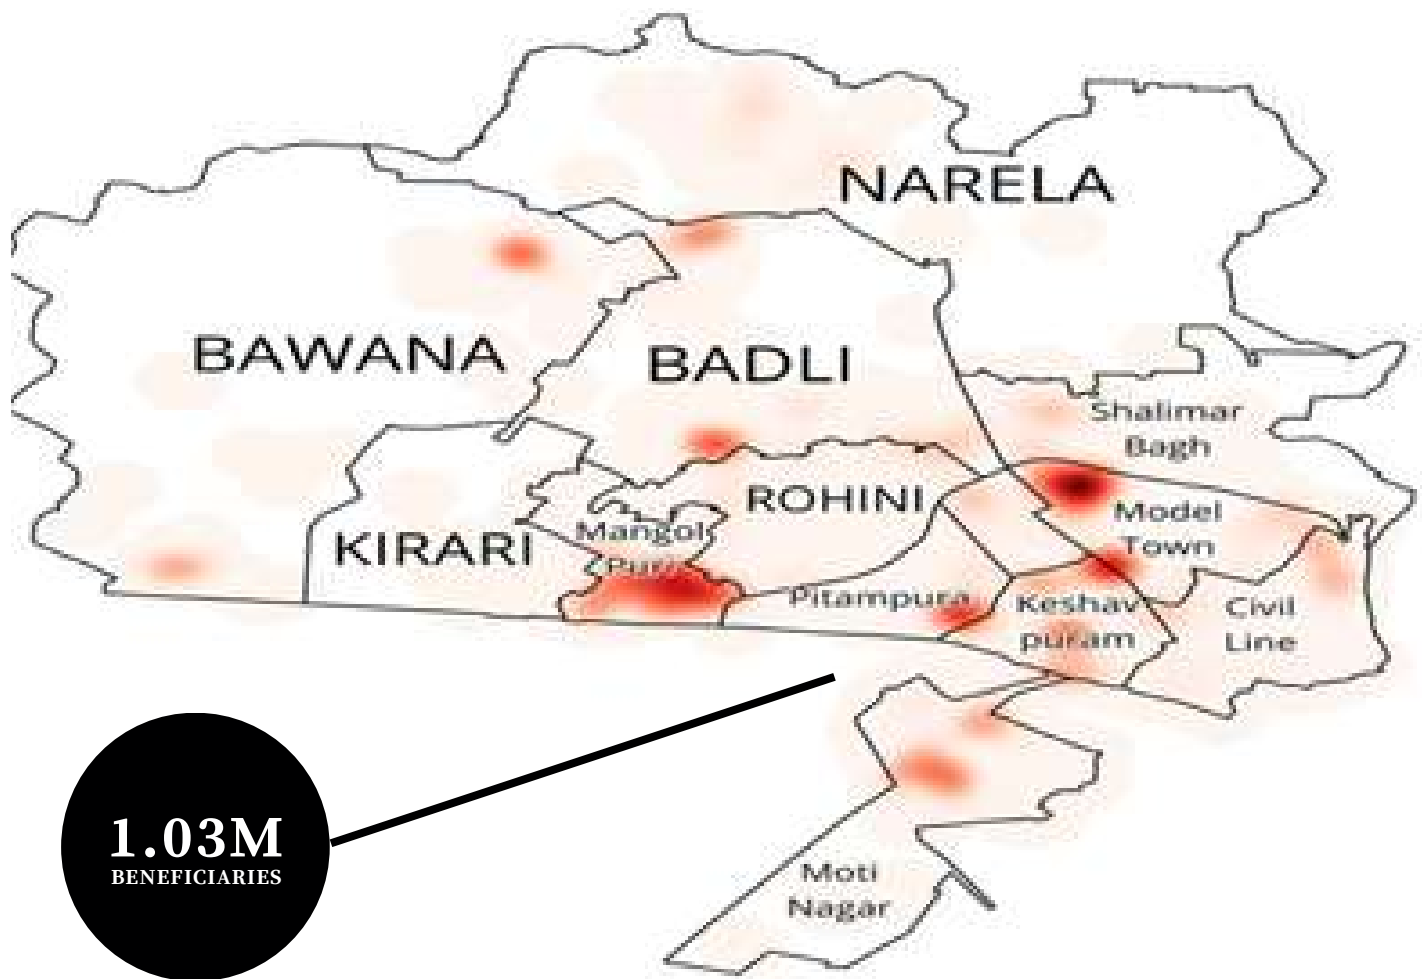 NARELA
BAWANA
BADLI
Shalimar
Bagh
ROHINI
Model
Town
Mangol
Puri
KIRARI
Pitampura
Keshav
puram
Civil
Line
Moti
Nagar
1.03M
BENEFICIARIES